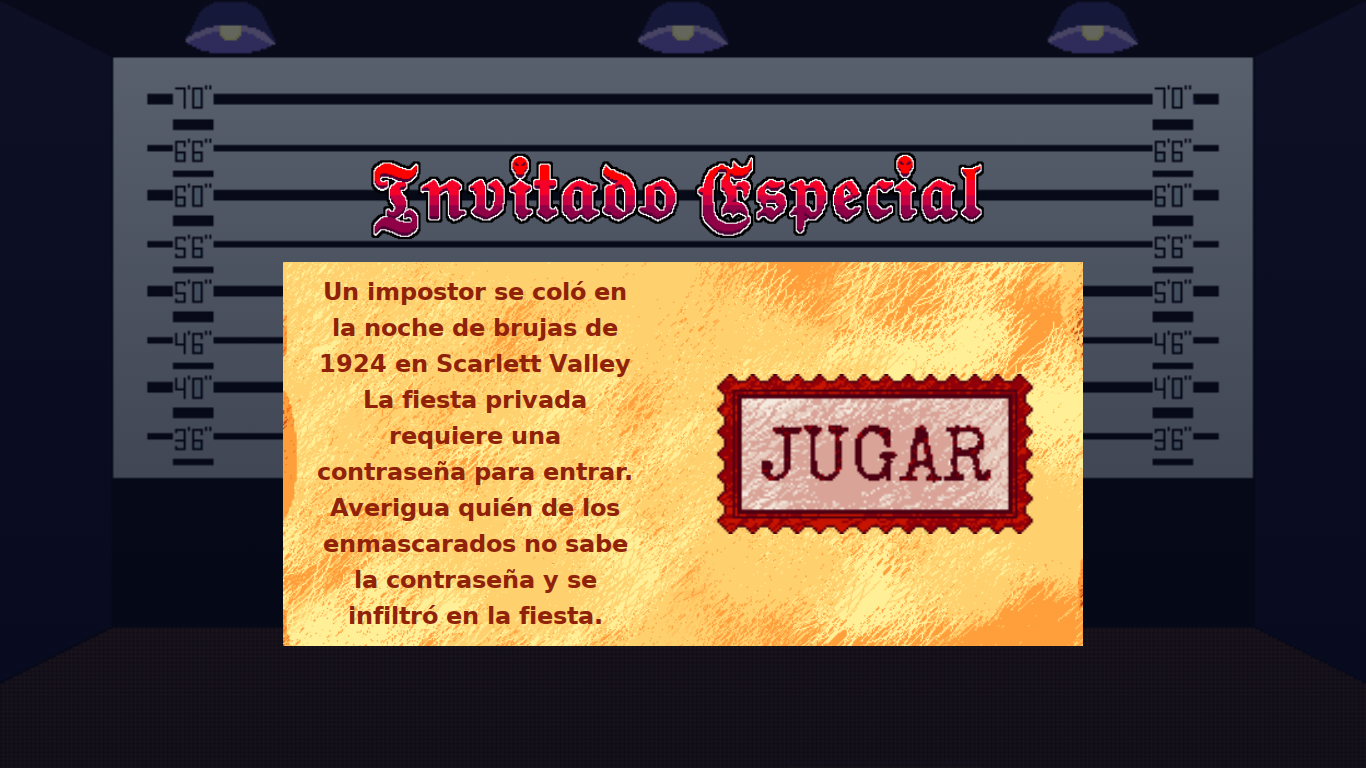 7'0" 7'0"
6'6" 6'6"
Invitado Especial
6'0" 6'0"
5'6" 5'6"
Un impostor se coló en
5'0" 5'0"
la noche de brujas de
4'6" 4'6"
1924 en Scarlett Valley
4'0" 4'0"
La fiesta privada
requiere una
3'6" 3'6"
contraseña para entrar.
Averigua quién de los
enmascarados no sabe
la contraseña y se
infiltró en la fiesta.
JUGAR